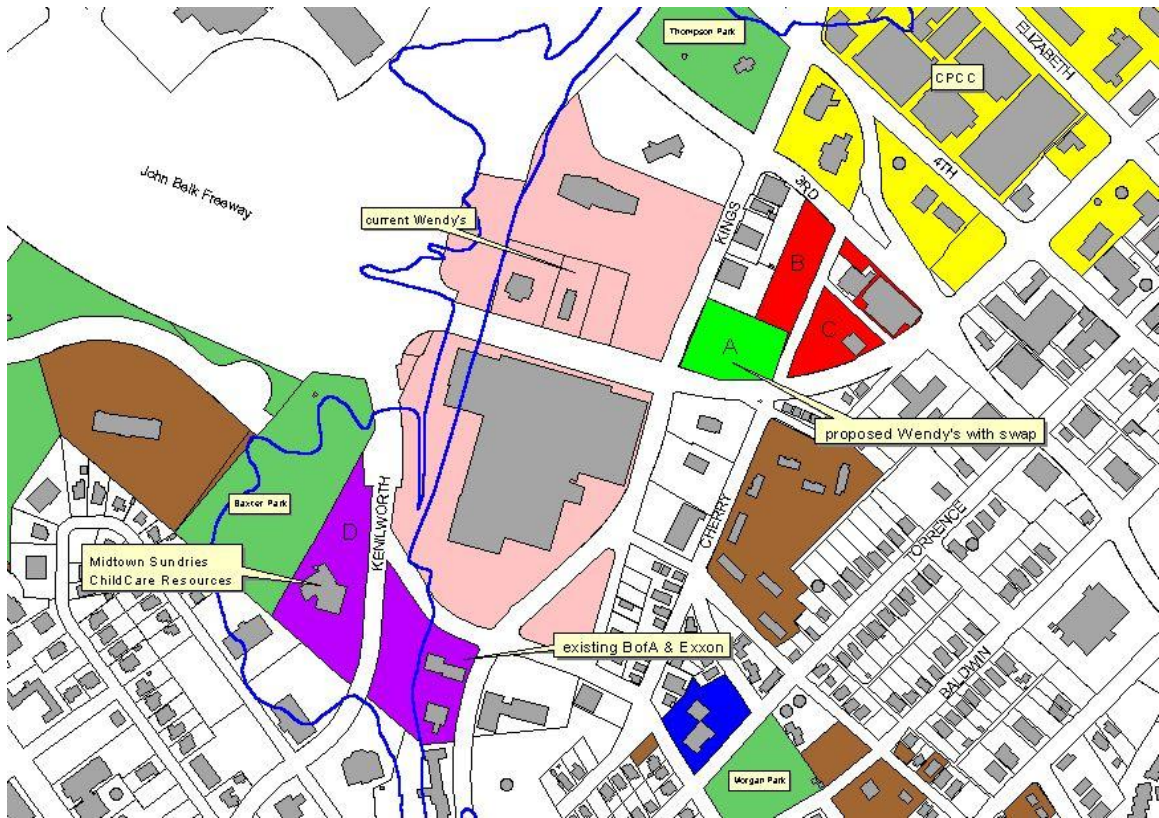 Thompson Park
ELIZABETH
CPCC
4TH
3RD
John Belk Freeway
current Wendy's
KINGS
B
C
A
proposed Wendy's with swap
Baxter Park
D
KENILWORTH
CHERRY
TORRENCE
Midtown Sundries
ChildCare Resources
existing BofA & Exxon
BALDWIN
Morgan Park